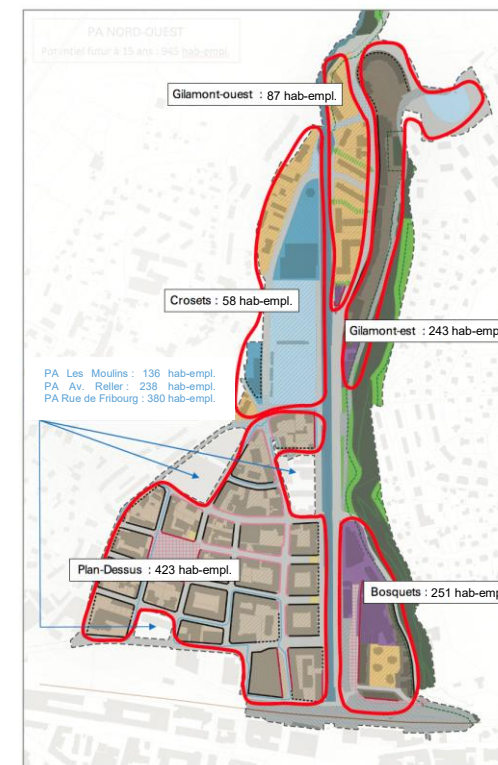 PA NORD-OUEST
Potentiel futur à 15 ans : 945 hab-empl.
Gilamont-ouest : 87 hab-empl.
Crosets : 58 hab-empl.
Gilamont-est : 243 hab-emp
PA Les Moulins : 136 hab-empl.
PA Av. Reller : 238 hab-empl.
PA Rue de Fribourg : 380 hab-empl.
Plan-Dessus : 423 hab-empl.
Bosquets : 251 hab-emp